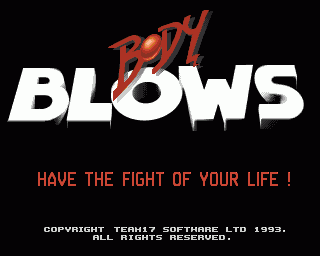 BODY
BLOWS
HAVE THE FIGHT OF YOUR LIFE !
COPYRIGHT TEAM17 SOFTWARE LTD 1993.
ALL RIGHTS RESERVED.